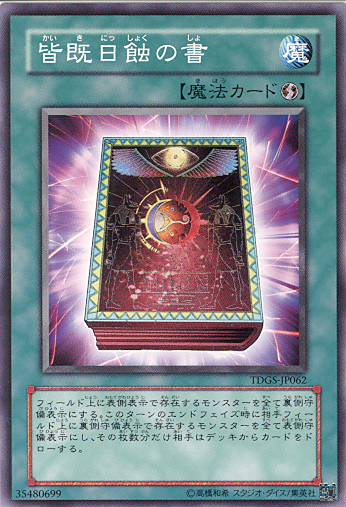 皆既日蝕の書
魔
【魔法カード】
TDGS-JP062
フィールド上に表側表示で存在するモンスターを全て裏側守
備表示にする。このターンのエンドフェイズ時に相手フィー
ルド上に裏側守備表示で存在するモンスターを全て表側守
備表示にし、その枚数分だけ相手はデッキからカードをド
ローする。
35480699
©高橋和希 スタジオ・ダイス/集英社